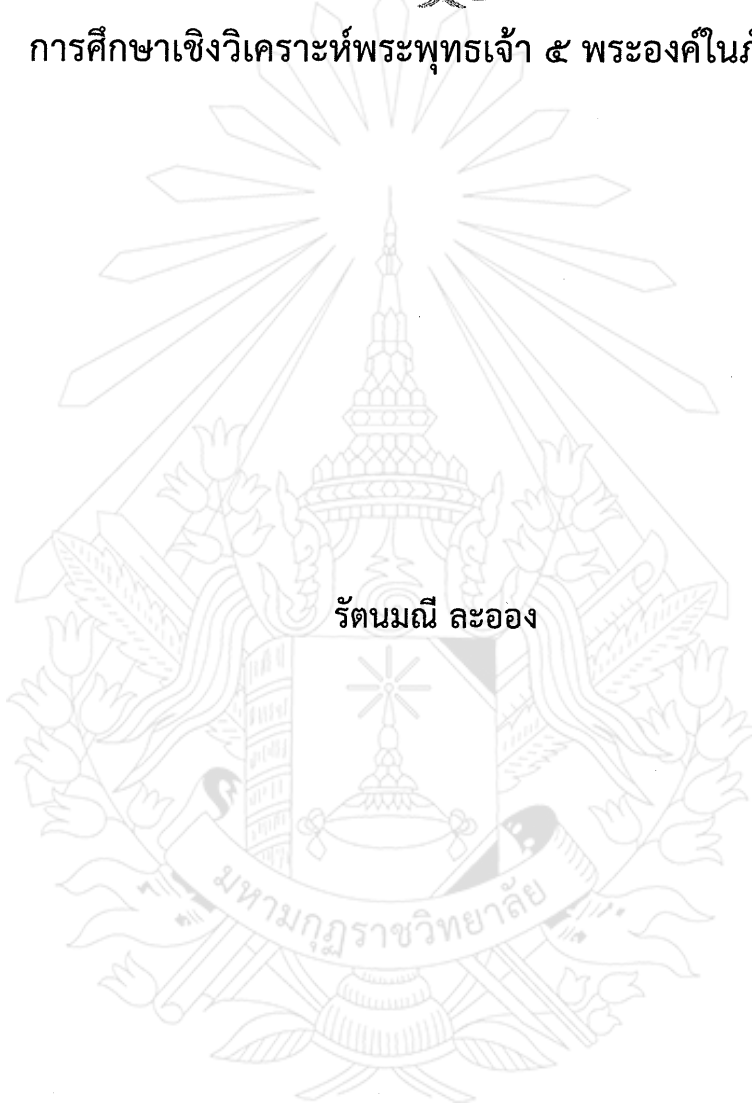 การศึกษาเชิงวิเคราะห์พระพุทธเจ้า ๕ พระองค์ใน
รัตนมณี ละออง
มหามกุฏราชวิทยาลัย